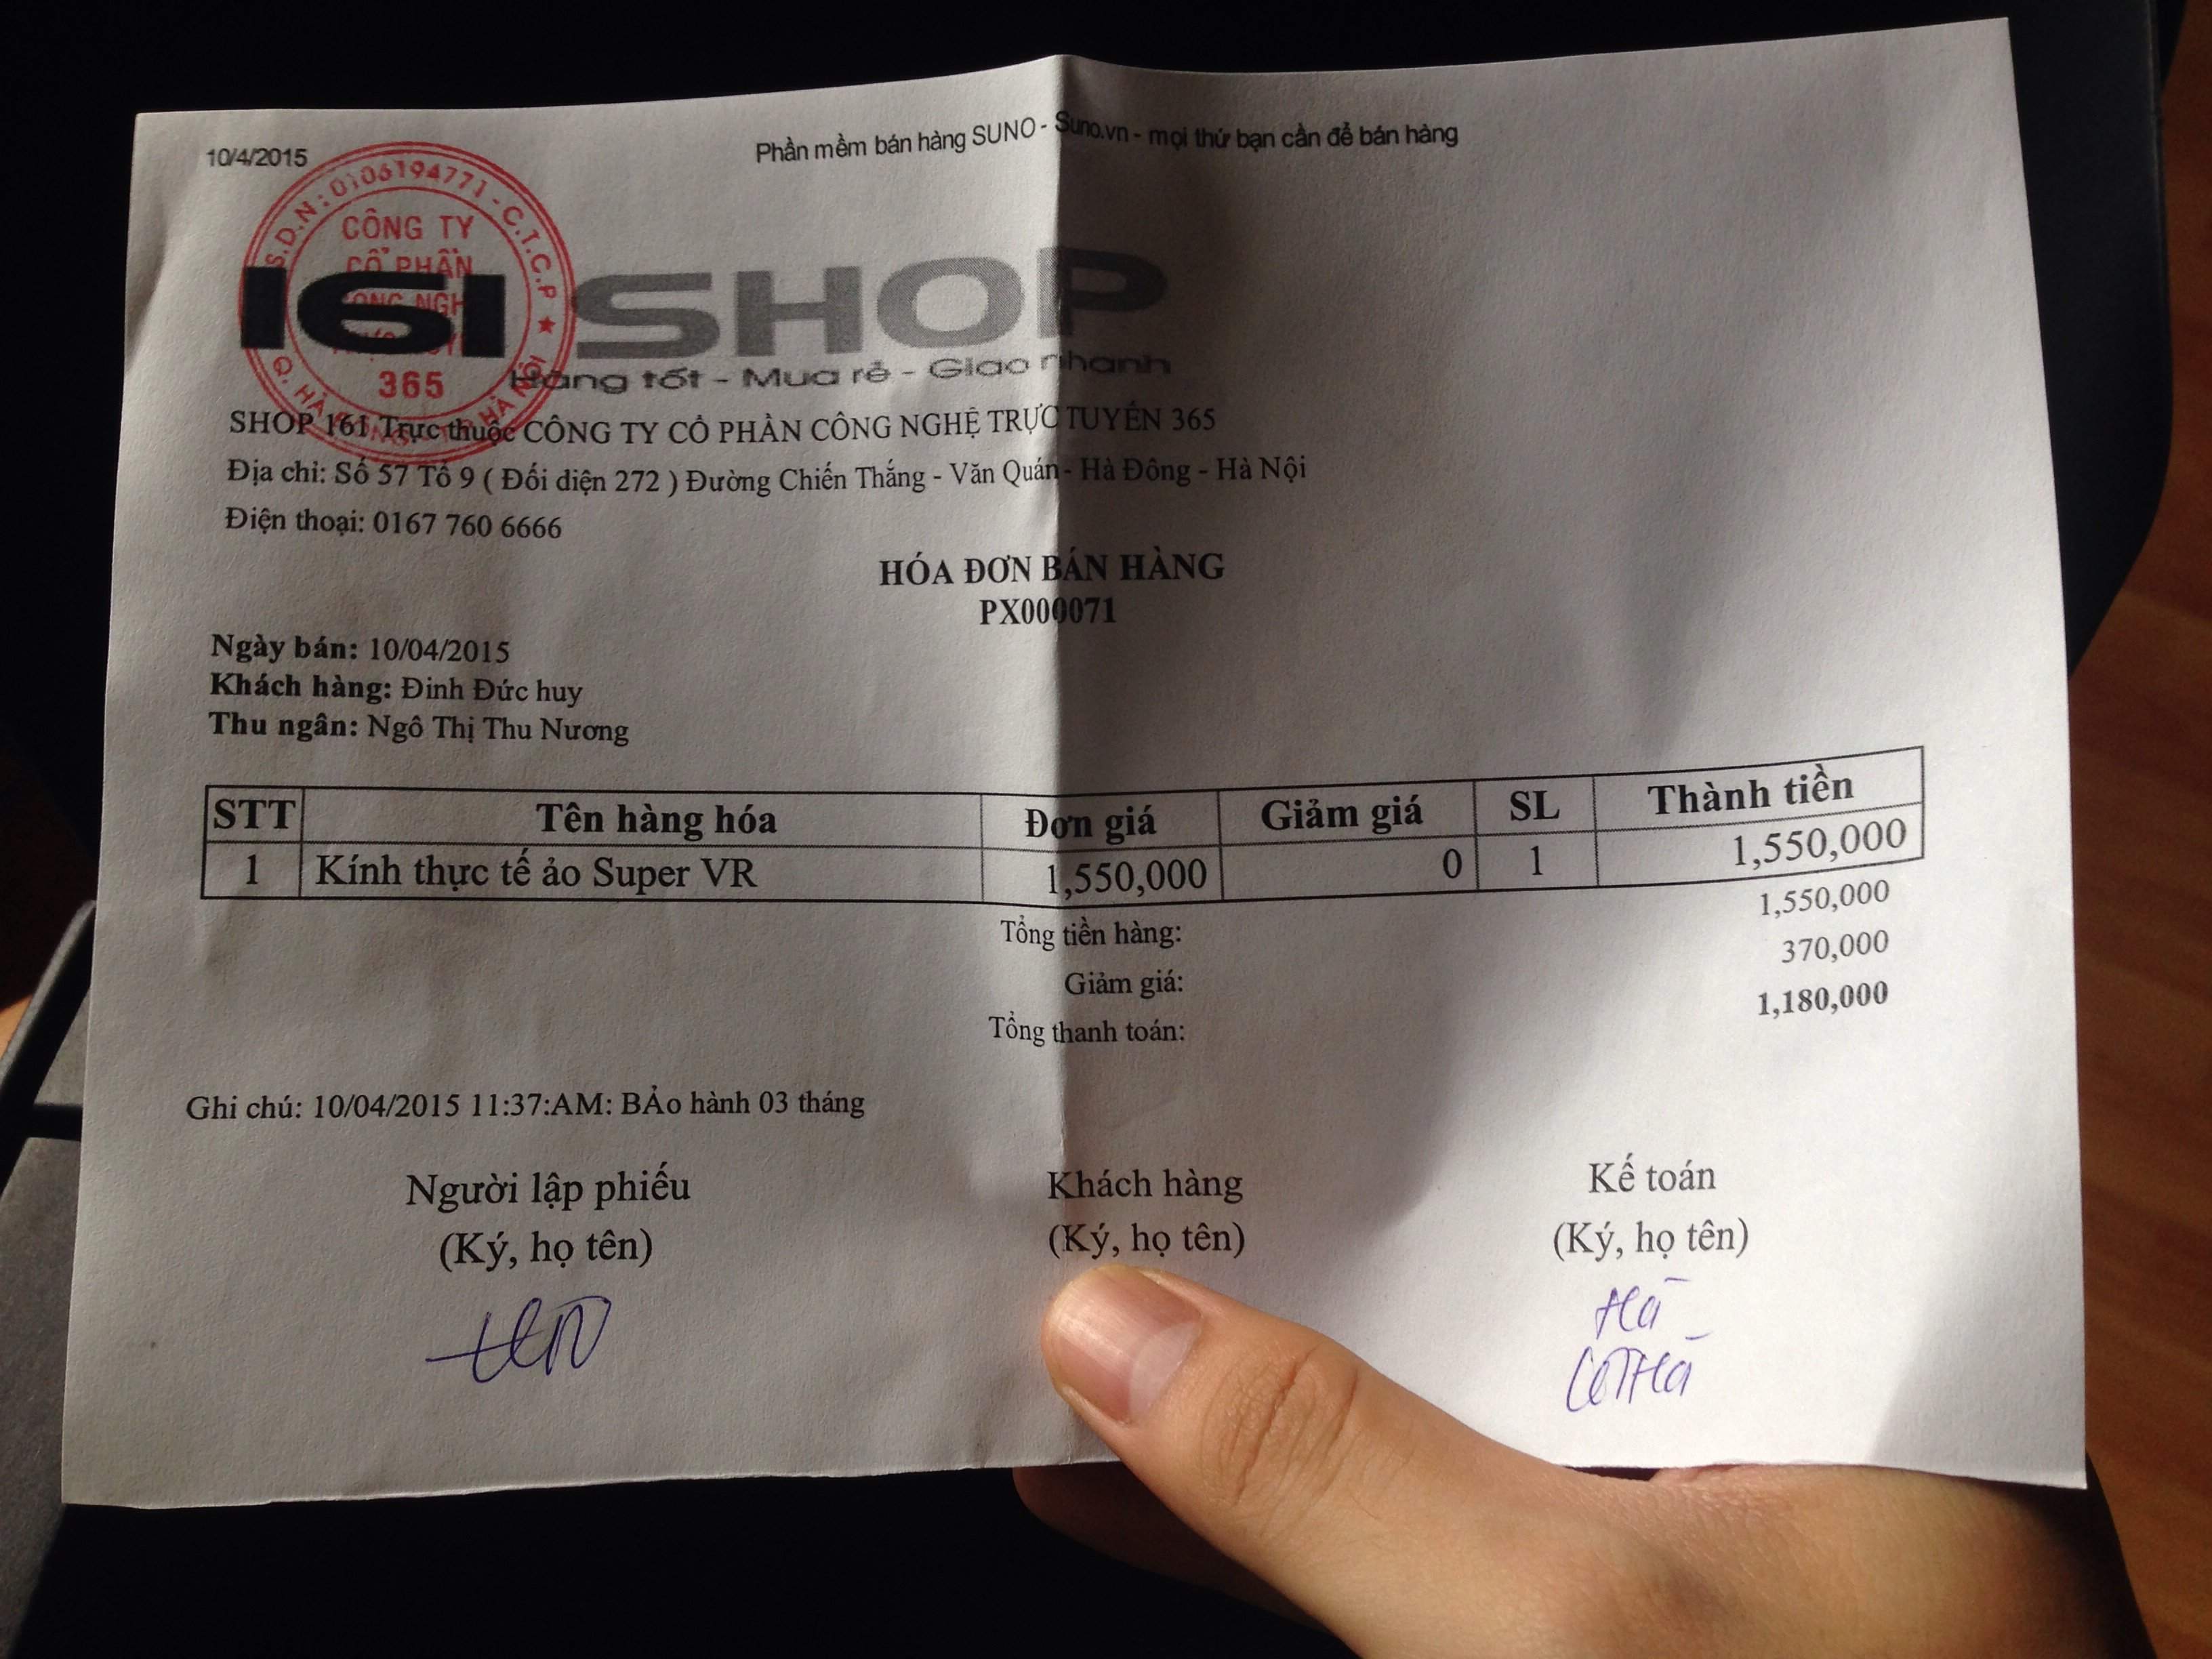 10/4/2015
Phần mềm bán hàng SUNO - Suno.vn - mọi thứ bạn cần để bán hàng
S.D.N: 0106194771 - C.T.C.P
CÔNG TY
CỔ PHẦN
365
161 SHOP
Hàng tốt - Mua rẻ - Giao nhanh
SHOP 161 Trực thuộc CÔNG TY CỔ PHẦN CÔNG NGHỆ TRỰC TUYẾN 365
Địa chỉ: Số 57 Tổ 9 ( Đối diện 272 ) Đường Chiến Thắng - Văn Quán - Hà Đông - Hà Nội
Điện thoại: 0167 760 6666
HÓA ĐƠN BÁN HÀNG
PX000071
Ngày bán: 10/04/2015
Khách hàng: Đinh Đức huy
Thu ngân: Ngô Thị Thu Nương
STT Tên hàng hóa Đơn giá Giảm giá SL Thành tiền
1 Kính thực tế ảo Super VR 1,550,000 0 1 1,550,000
Tổng tiền hàng: 1,550,000
Giảm giá: 370,000
Tổng thanh toán: 1,180,000
Ghi chú: 10/04/2015 11:37:AM: BẢo hành 03 tháng
Người lập phiếu Khách hàng Kế toán
(Ký, họ tên) (Ký, họ tên) (Ký, họ tên)
Hà